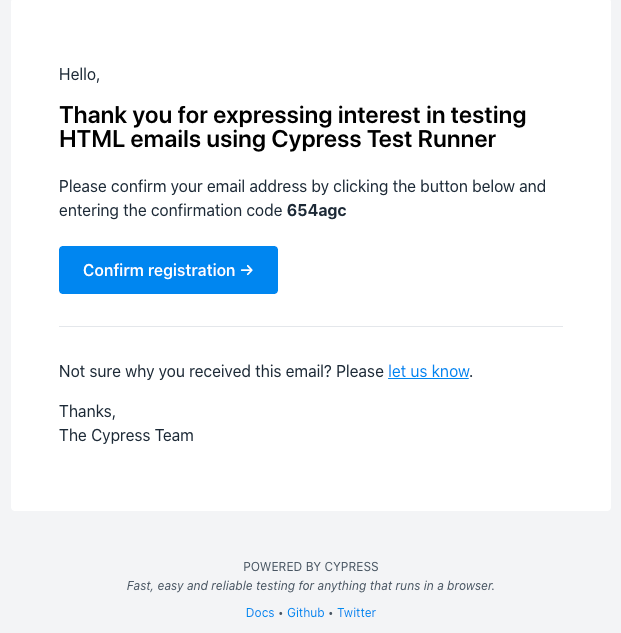 Hello,
Thank you for expressing interest in testing
HTML emails using Cypress Test Runner
Please confirm your email address by clicking the button below and
entering the confirmation code 654agc
Confirm registration →
Not sure why you received this email? Please let us know.
Thanks,
The Cypress Team
POWERED BY CYPRESS
Fast, easy and reliable testing for anything that runs in a browser.
Docs • Github • Twitter